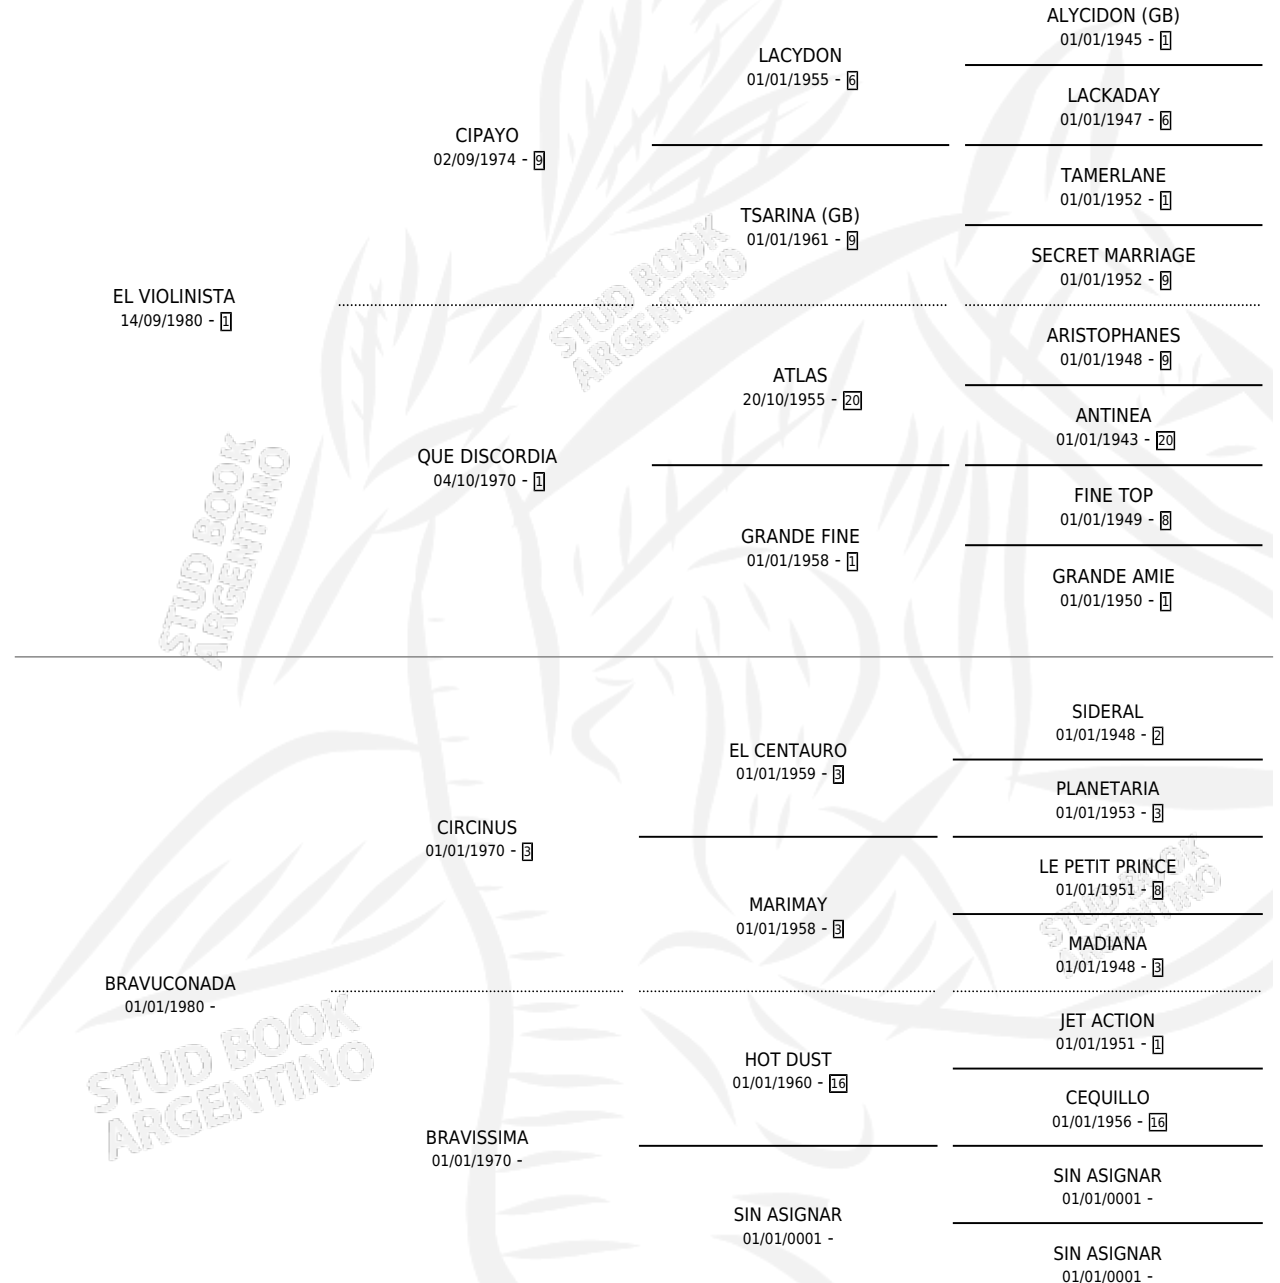 ALYCIDON (GB)
01/01/1945 - 1
LACYDON
01/01/1955 - 6
LACKADAY
01/01/1947 - 6
CIPAYO
02/09/1974 - 9
TAMERLANE
01/01/1952 - 1
TSARINA (GB)
01/01/1961 - 9
SECRET MARRIAGE
01/01/1952 - 9
EL VIOLINISTA
14/09/1980 - 1
STUD BOOK
ARGENTINO
ARISTOPHANES
01/01/1948 - 9
ATLAS
20/10/1955 - 20
ANTINEA
01/01/1943 - 20
QUE DISCORDIA
04/10/1970 - 1
FINE TOP
01/01/1949 - 8
GRANDE FINE
01/01/1958 - 1
GRANDE AMIE
01/01/1950 - 1
STUD BOOK
ARGENTINO
SIDERAL
01/01/1948 - 2
EL CENTAURO
01/01/1959 - 3
PLANETARIA
01/01/1953 - 3
CIRCINUS
01/01/1970 - 3
LE PETIT PRINCE
01/01/1951 - 8
MARIMAY
01/01/1958 - 3
STUD BOOK
ARGENTINO
MADIANA
01/01/1948 - 3
BRAVUCONADA
01/01/1980 -
JET ACTION
01/01/1951 - 1
HOT DUST
01/01/1960 - 16
CEQUILLO
01/01/1956 - 16
STUD BOOK
ARGENTINO
BRAVISSIMA
01/01/1970 -
SIN ASIGNAR
01/01/0001 -
SIN ASIGNAR
01/01/0001 -
SIN ASIGNAR
01/01/0001 -